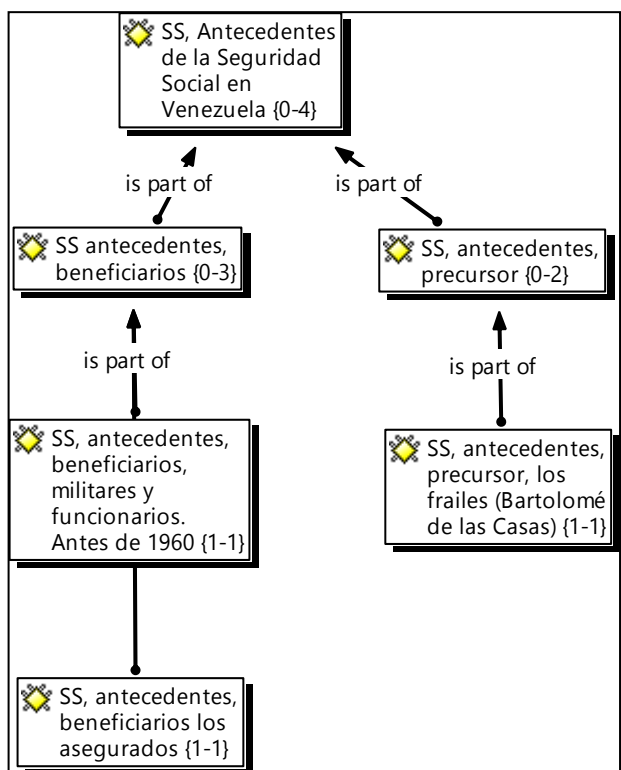 SS, Antecedentes
de la Seguridad
Social en
Venezuela {0-4}
is part of
is part of
SS antecedentes,
beneficiarios {0-3}
SS, antecedentes,
precursor {0-2}
is part of
is part of
SS, antecedentes,
beneficiarios,
militares y
funcionarios.
Antes de 1960 {1-1}
SS, antecedentes,
precursor, los
frailes (Bartolomé
de las Casas) {1-1}
SS, antecedentes,
beneficiarios los
asegurados {1-1}